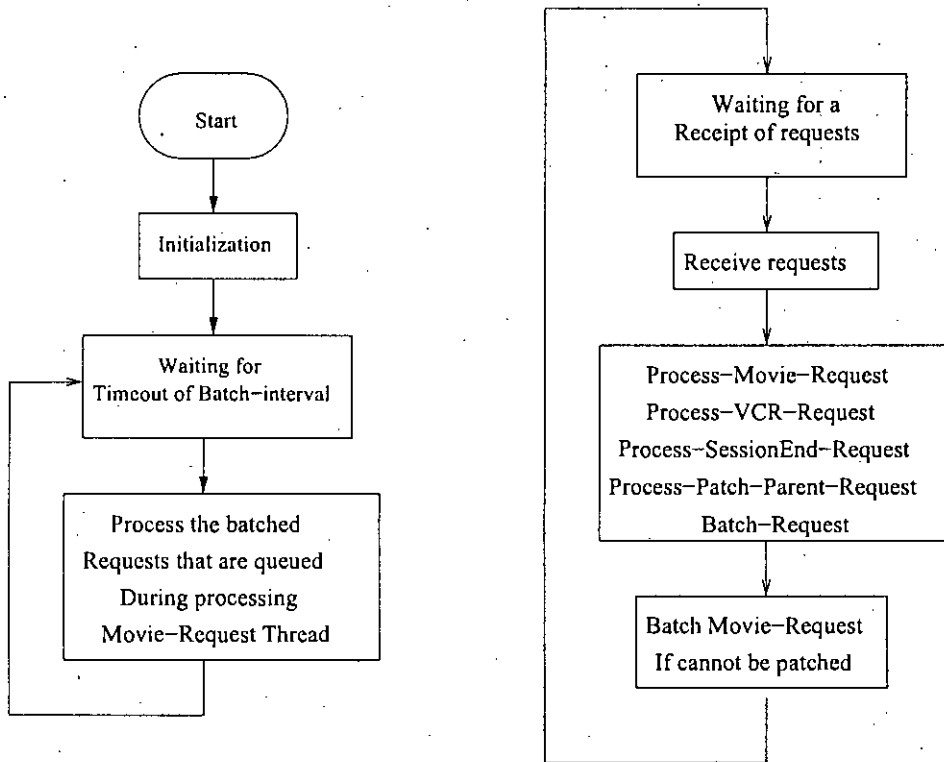 Start
Initialization
Waiting for
Timeout of Batch-interval
Process the batched
Requests that are queued
During processing
Movie-Request Thread
Waiting for a
Receipt of requests
Receive requests
Process-Movie-Request
Process-VCR-Request
Process-SessionEnd-Request
Process-Patch-Parent-Request
Batch-Request
Batch Movie-Request
If cannot be patched